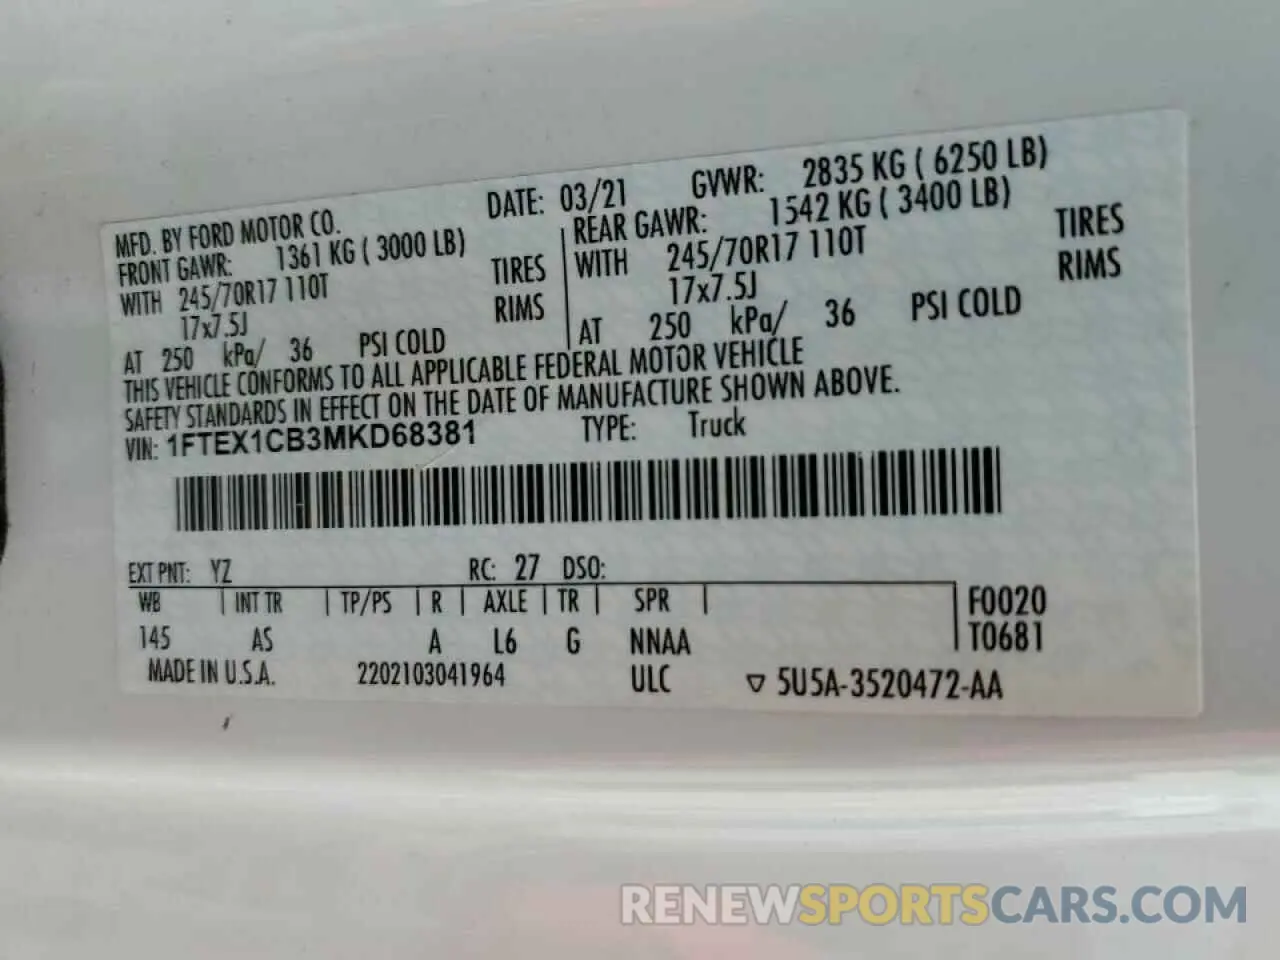 MFD. BY FORD MOTOR CO. DATE: 03/21 GVWR: 2835 KG ( 6250 LB)
FRONT GAWR: 1361 KG ( 3000 LB) REAR GAWR: 1542 KG ( 3400 LB)
WITH 245/70R17 110T TIRES WITH 245/70R17 110T TIRES
17x7.5J RIMS 17x7.5J RIMS
AT 250 kPa/ 36 PSI COLD AT 250 kPa/ 36 PSI COLD
THIS VEHICLE CONFORMS TO ALL APPLICABLE FEDERAL MOTOR VEHICLE
SAFETY STANDARDS IN EFFECT ON THE DATE OF MANUFACTURE SHOWN ABOVE.
VIN: 1FTEX1CB3MKD68381 TYPE: Truck
EXT PNT: YZ RC: 27 DSO:
WB | INT TR | TP/PS | R | AXLE | TR | SPR | F0020
145 AS A L6 G NNAA T0681
MADE IN U.S.A. 2202103041964 ULC ▽ 5U5A-3520472-AA
RENEWSPORTSCARS.COM